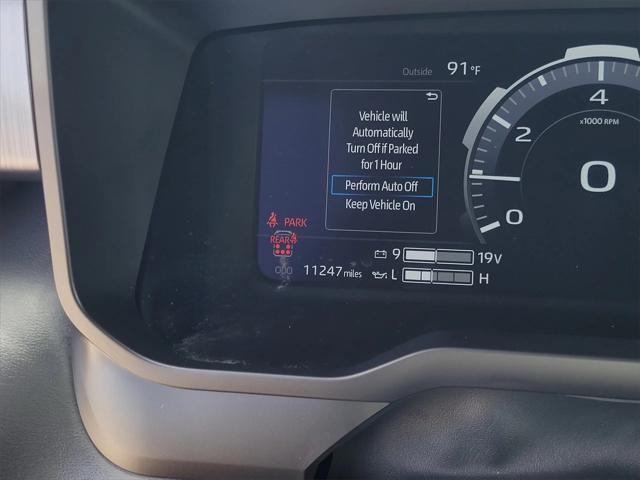 Outside 91°F
Vehicle will
Automatically
Turn Off if Parked
for 1 Hour
Perform Auto Off
Keep Vehicle On
4
x1000 RPM
2
0
0
PARK
REAR
9 19V
000 11247 miles L H